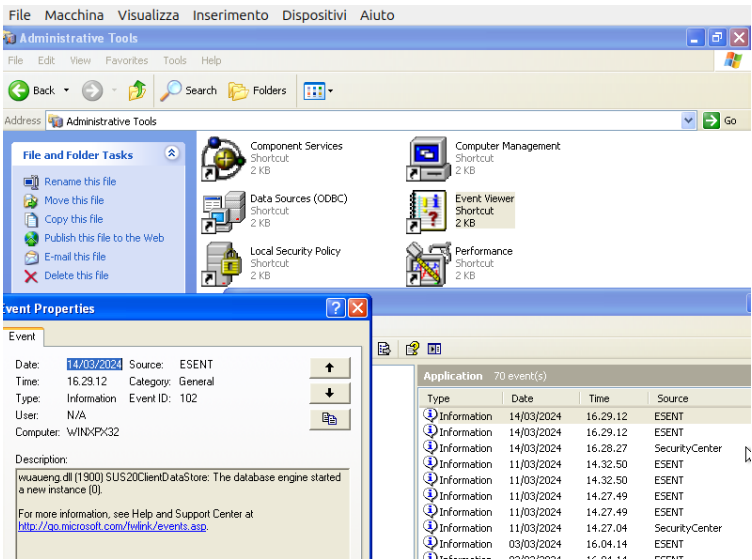 File Macchina Visualizza Inserimento Dispositivi Aiuto
Administrative Tools
File Edit View Favorites Tools Help
Back Search Folders
Address Administrative Tools Go
File and Folder Tasks
Rename this file
Move this file
Copy this file
Publish this file to the Web
E-mail this file
Delete this file
Component Services
Shortcut
2 KB
Computer Management
Shortcut
2 KB
Data Sources (ODBC)
Shortcut
2 KB
Event Viewer
Shortcut
2 KB
Local Security Policy
Shortcut
2 KB
Performance
Shortcut
2 KB
Event Properties
Event
Date: 14/03/2024 Source: ESENT
Time: 16.29.12 Category: General
Type: Information Event ID: 102
User: N/A
Computer: WINXPX32
Description:
wuaueng.dll (1900) SUS20ClientDataStore: The database engine started
a new instance (0).
For more information, see Help and Support Center at
http://go.microsoft.com/fwlink/events.asp.
Application 70 event(s)
Type Date Time Source
Information 14/03/2024 16.29.12 ESENT
Information 14/03/2024 16.29.12 ESENT
Information 14/03/2024 16.28.27 SecurityCenter
Information 11/03/2024 14.32.50 ESENT
Information 11/03/2024 14.32.50 ESENT
Information 11/03/2024 14.27.49 ESENT
Information 11/03/2024 14.27.49 ESENT
Information 11/03/2024 14.27.04 SecurityCenter
Information 03/03/2024 16.04.14 ESENT